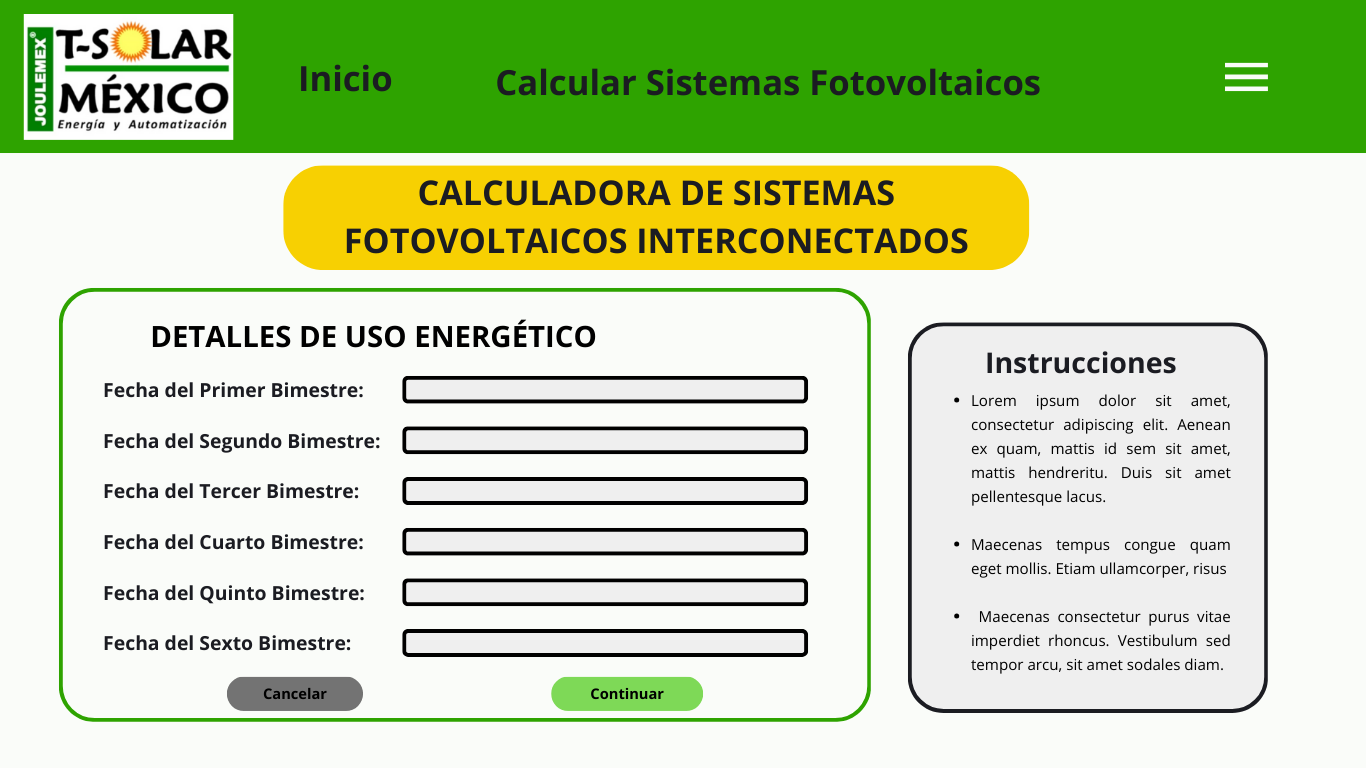 JOULEMEX®
T-SOLAR
MÉXICO
Energía y Automatización
Inicio
Calcular Sistemas Fotovoltaicos
CALCULADORA DE SISTEMAS
FOTOVOLTAICOS INTERCONECTADOS
DETALLES DE USO ENERGÉTICO
Fecha del Primer Bimestre:
Fecha del Segundo Bimestre:
Fecha del Tercer Bimestre:
Fecha del Cuarto Bimestre:
Fecha del Quinto Bimestre:
Fecha del Sexto Bimestre:
Cancelar
Continuar
Instrucciones
• Lorem ipsum dolor sit amet,
consectetur adipiscing elit. Aenean
ex quam, mattis id sem sit amet,
mattis hendreritu. Duis sit amet
pellentesque lacus.
• Maecenas tempus congue quam
eget mollis. Etiam ullamcorper, risus
• Maecenas consectetur purus vitae
imperdiet rhoncus. Vestibulum sed
tempor arcu, sit amet sodales diam.